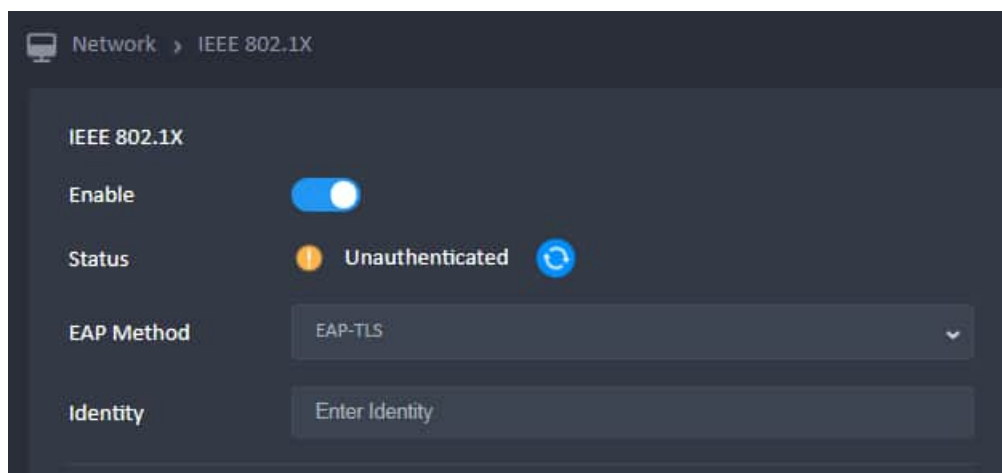 Network > IEEE 802.1X
IEEE 802.1X
Enable
Status Unauthenticated
EAP Method EAP-TLS
Identity Enter Identity